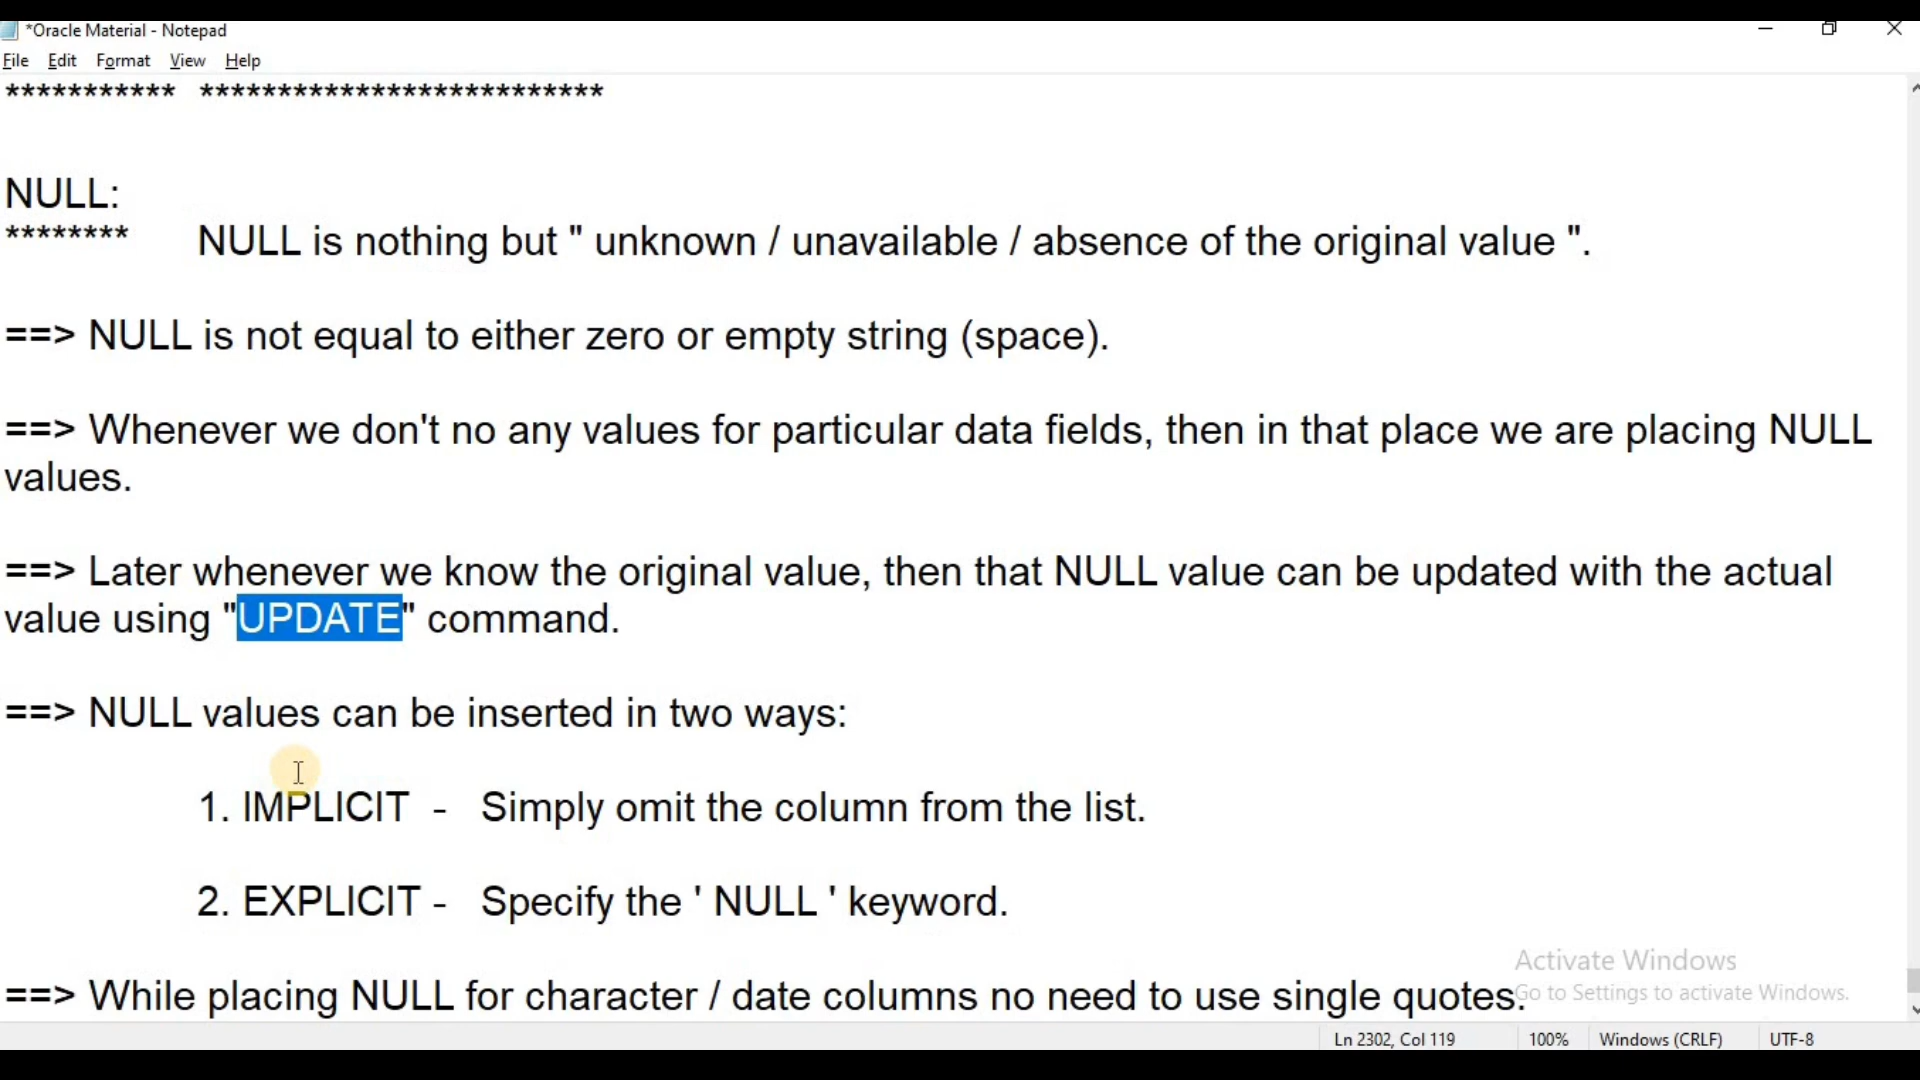 *Oracle Material - Notepad
File Edit Format View Help
*********** **************************
NULL:
******** NULL is nothing but " unknown / unavailable / absence of the original value ".
==> NULL is not equal to either zero or empty string (space).
==> Whenever we don't no any values for particular data fields, then in that place we are placing NULL
values.
==> Later whenever we know the original value, then that NULL value can be updated with the actual
value using "UPDATE" command.
==> NULL values can be inserted in two ways:
1. IMPLICIT - Simply omit the column from the list.
2. EXPLICIT - Specify the ' NULL ' keyword.
Activate Windows
==> While placing NULL for character / date columns no need to use single quotes.
Go to Settings to activate Windows.
Ln 2302, Col 119 100% Windows (CRLF) UTF-8